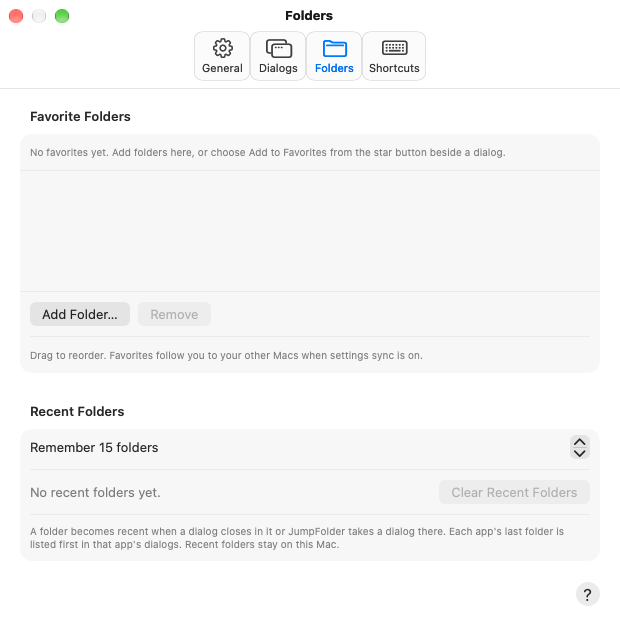 Folders
General
Dialogs
Folders
Shortcuts
Favorite Folders
No favorites yet. Add folders here, or choose Add to Favorites from the star button beside a dialog.
Add Folder...
Remove
Drag to reorder. Favorites follow you to your other Macs when settings sync is on.
Recent Folders
Remember 15 folders
No recent folders yet.
Clear Recent Folders
A folder becomes recent when a dialog closes in it or JumpFolder takes a dialog there. Each app's last folder is
listed first in that app's dialogs. Recent folders stay on this Mac.
?